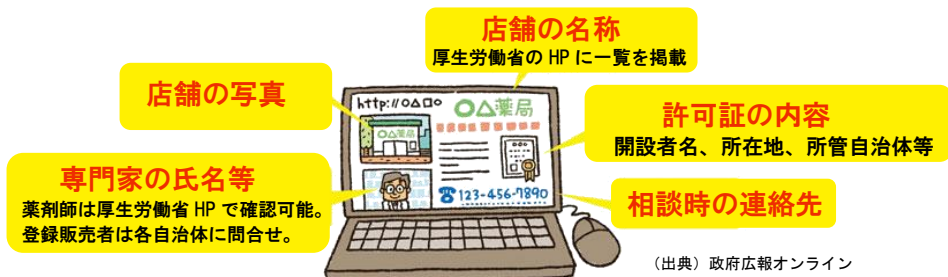 店舗の名称
厚生労働省の HP に一覧を掲載
店舗の写真
http://○△□○
○△薬局
○△薬局
許可証の内容
開設者名、所在地、所管自治体等
専門家の氏名等
薬剤師は厚生労働省 HP で確認可能。
登録販売者は各自治体に問合せ。
☎123-456-7890
相談時の連絡先
(出典）政府広報オンライン